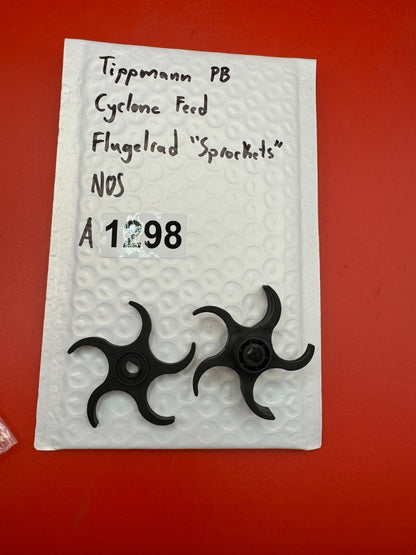 Tippmann PB
Cyclone Feed
Flugelrad "Sprockets"
NOS
A 1298